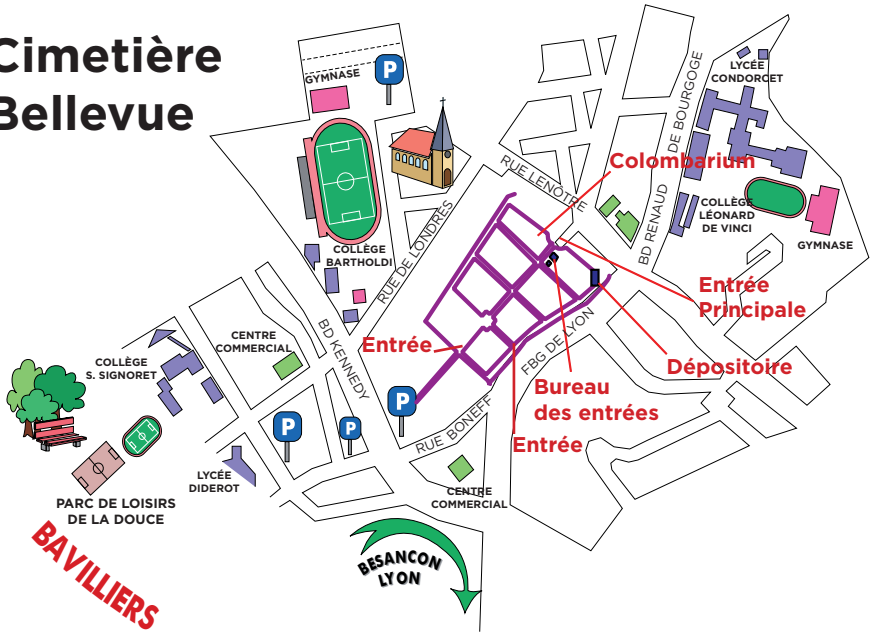 Cimetière
Bellevue
GYMNASE
P
LYCÉE
CONDORCET
BD RENAUD DE BOURGOGE
RUE LENÔTRE
Colombarium
COLLÈGE
LÉONARD
DE VINCI
GYMNASE
COLLÈGE
BARTHOLDI
RUE DE LONDRES
Entrée
Principale
CENTRE
COMMERCIAL
BD KENNEDY
Entrée
FBG DE LYON
COLLÈGE
S. SIGNORET
Dépositoire
Bureau
des entrées
P
P
P
RUE BONEFF
Entrée
LYCÉE
DIDEROT
CENTRE
COMMERCIAL
PARC DE LOISIRS
DE LA DOUCE
BAVILLIERS
BESANCON
LYON